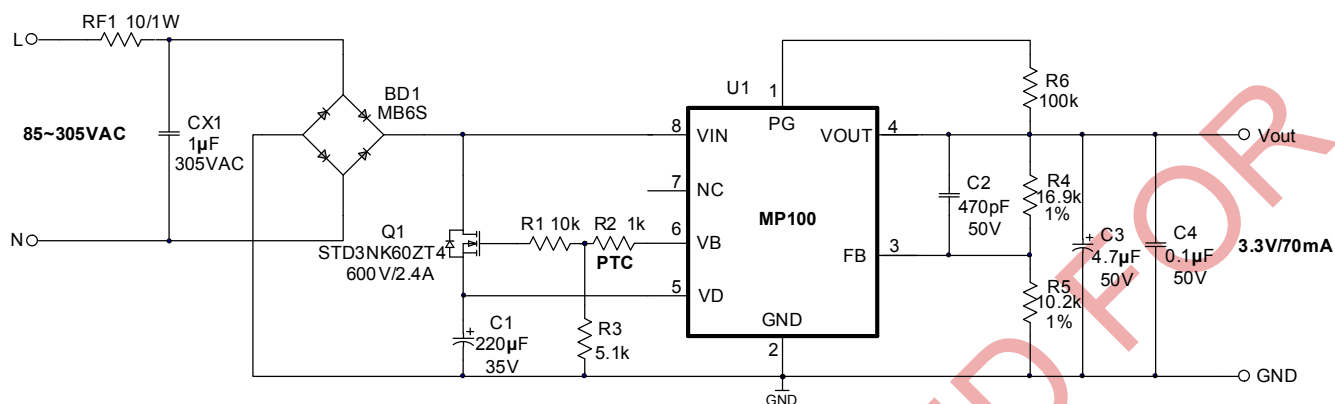 RF1 10/1W
L
CX1
1µF
305VAC
85~305VAC
N
BD1
MB6S
Q1
STD3NK60ZT4
600V/2.4A
R1 10k
R2 1k
PTC
R3
5.1k
C1
+
220µF
35V
U1
1
PG
8
VIN
7
NC
6
VB
5
VD
MP100
VOUT
4
FB
3
GND
2
GND
R6
100k
C2
470pF
50V
R4
16.9k
1%
R5
10.2k
1%
+
C3
4.7µF
50V
C4
0.1µF
50V
Vout
3.3V/70mA
GND
D FOR